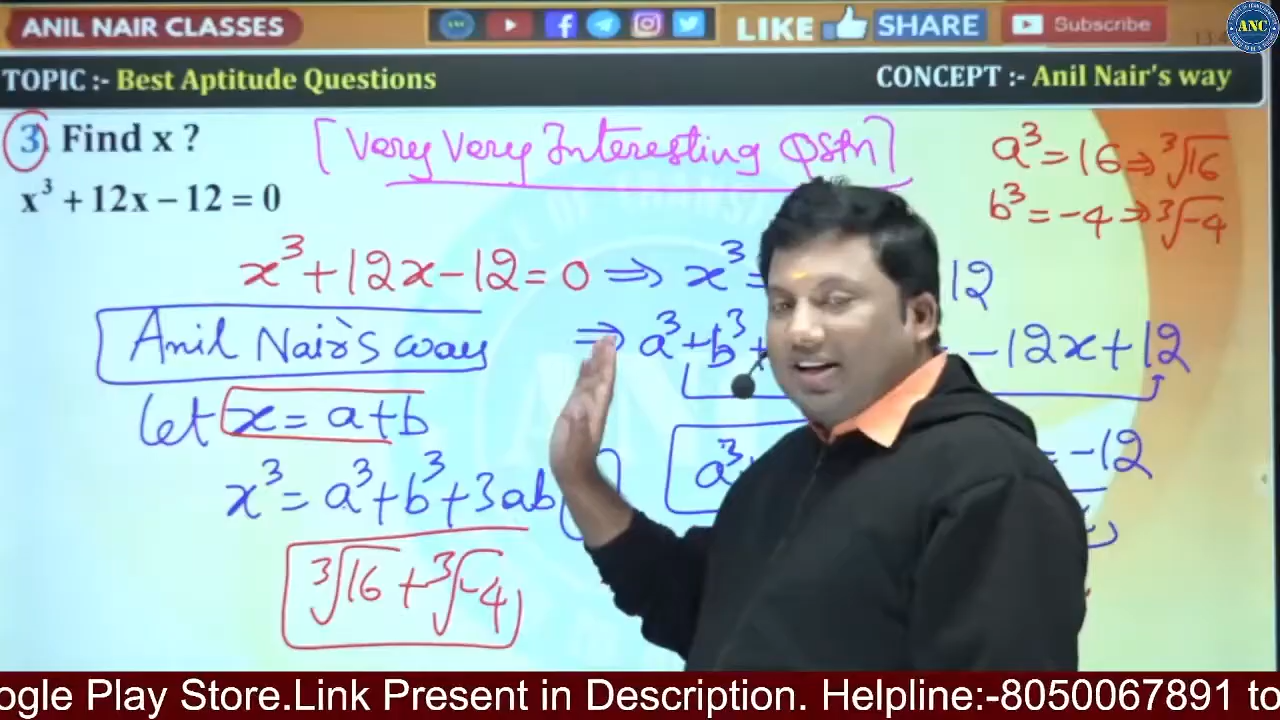 ANIL NAIR CLASSES
LIKE SHARE Subscribe
ANC
TOPIC :- Best Aptitude Questions
CONCEPT :- Anil Nair's way
3. Find x ?
[Very Very Interesting Qstn]
a³ = 16 ⇒ ∛16
b³ = -4 ⇒ ∛-4
x³ + 12x − 12 = 0
x³ + 12x - 12 = 0 ⇒ x³ = 12
Anil Nair's way
⇒ a³ + b³ + - 12x + 12
let x = a + b
a³ = -12
x³ = a³ + b³ + 3ab
∛16 + ∛-4
ogle Play Store.Link Present in Description. Helpline:-8050067891 to